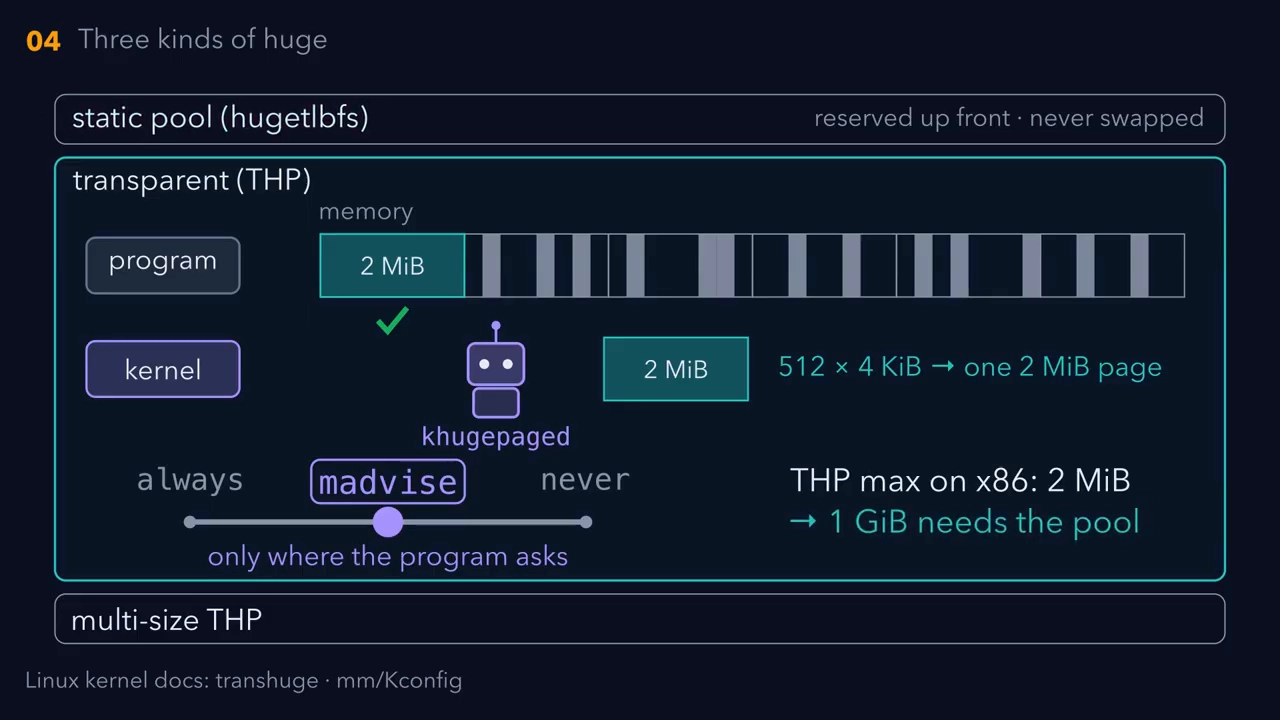 04 Three kinds of huge
static pool (hugetlbfs)
reserved up front · never swapped
transparent (THP)
memory
program
2 MiB
kernel
2 MiB
512 × 4 KiB → one 2 MiB page
khugepaged
always
madvise
never
only where the program asks
THP max on x86: 2 MiB
→ 1 GiB needs the pool
multi-size THP
Linux kernel docs: transhuge · mm/Kconfig